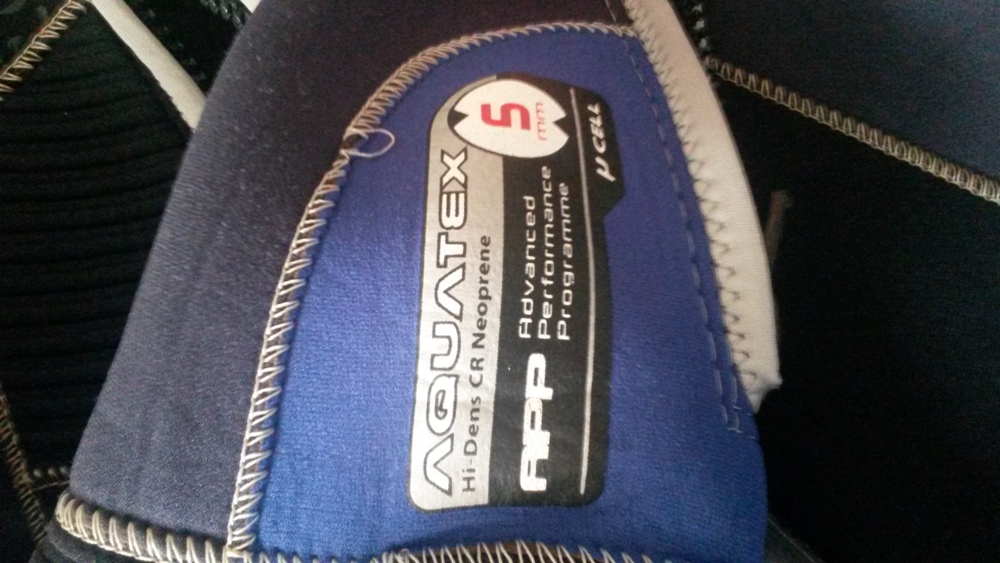 5
mm
AQUATEX
Hi-Dens CR Neoprene
APP
Advanced
Performance
Programme
μ CELL